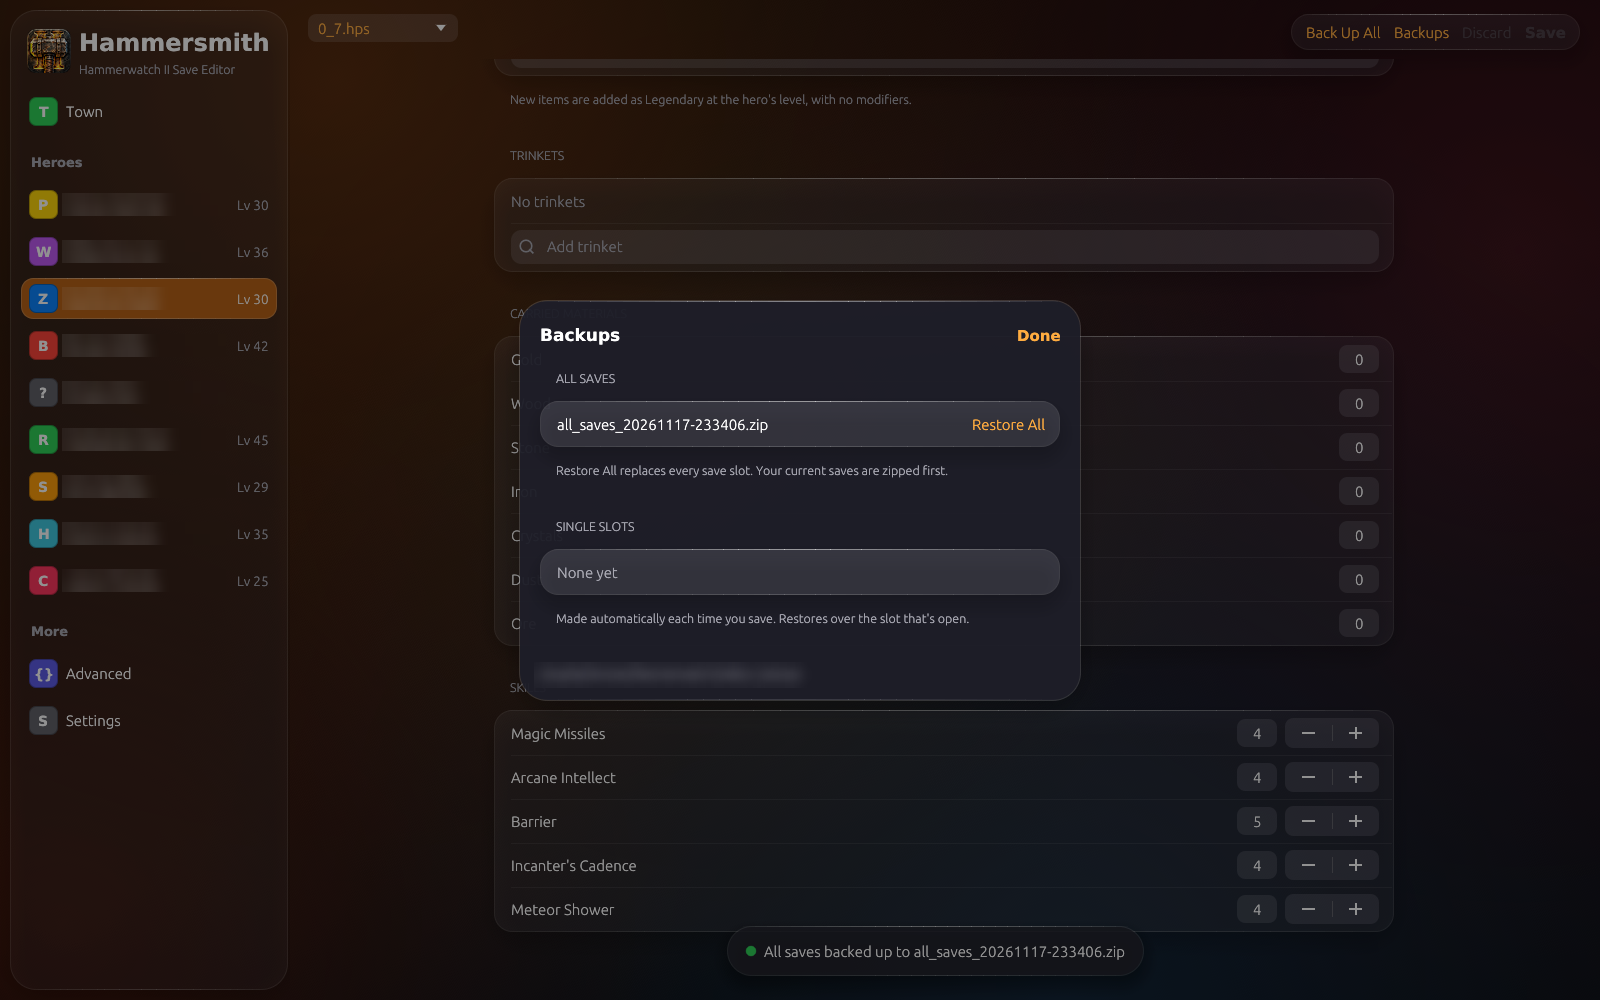 Hammersmith
Hammerwatch II Save Editor
0_7.hps
Back Up All Backups Discard Save
T Town
Heroes
P Lv 30
W Lv 36
Z Lv 30
B Lv 42
?
R Lv 45
S Lv 29
H Lv 35
C Lv 25
More
{} Advanced
S Settings
New items are added as Legendary at the hero's level, with no modifiers.
TRINKETS
No trinkets
Add trinket
Backups
Done
ALL SAVES
all_saves_20261117-233406.zip Restore All
Restore All replaces every save slot. Your current saves are zipped first.
SINGLE SLOTS
None yet
Made automatically each time you save. Restores over the slot that's open.
0
0
0
0
0
0
0
Magic Missiles 4 − +
Arcane Intellect 4 − +
Barrier 5 − +
Incanter's Cadence 4 − +
Meteor Shower 4 − +
All saves backed up to all_saves_20261117-233406.zip